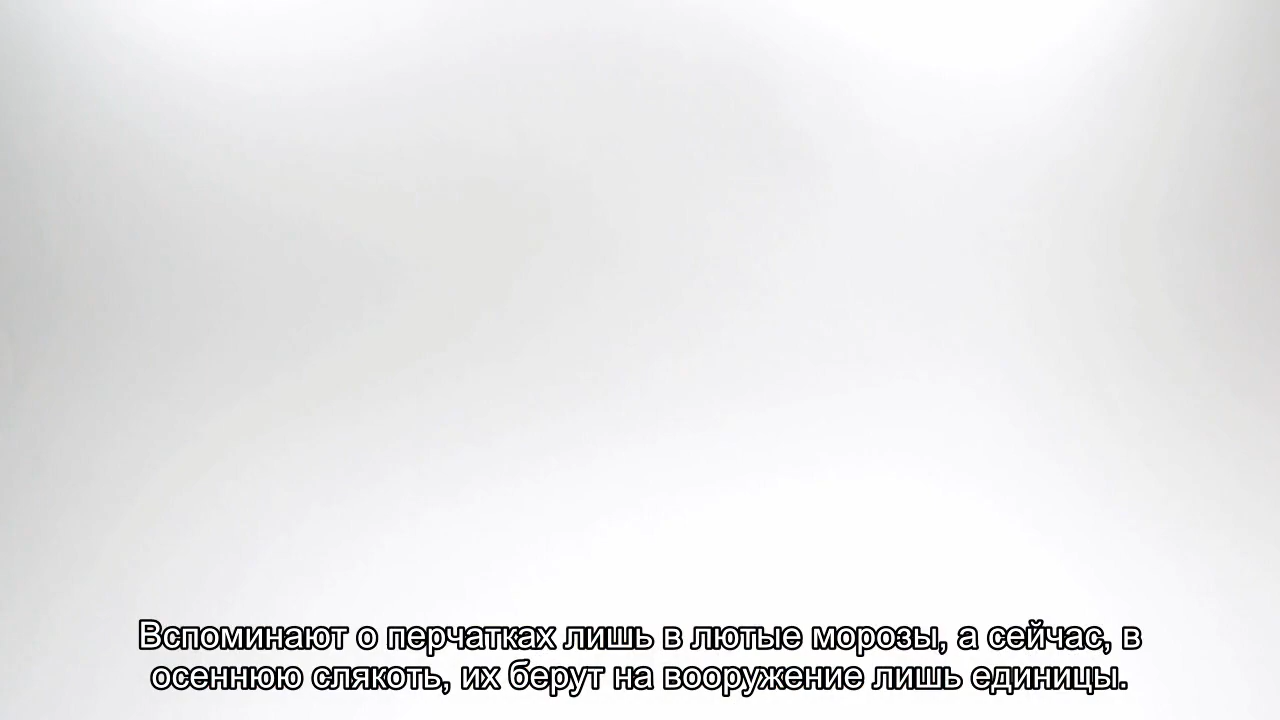 Вспоминают о перчатках лишь в лютые морозы, а сейчас, в
осеннюю слякоть, их берут на вооружение лишь единицы.